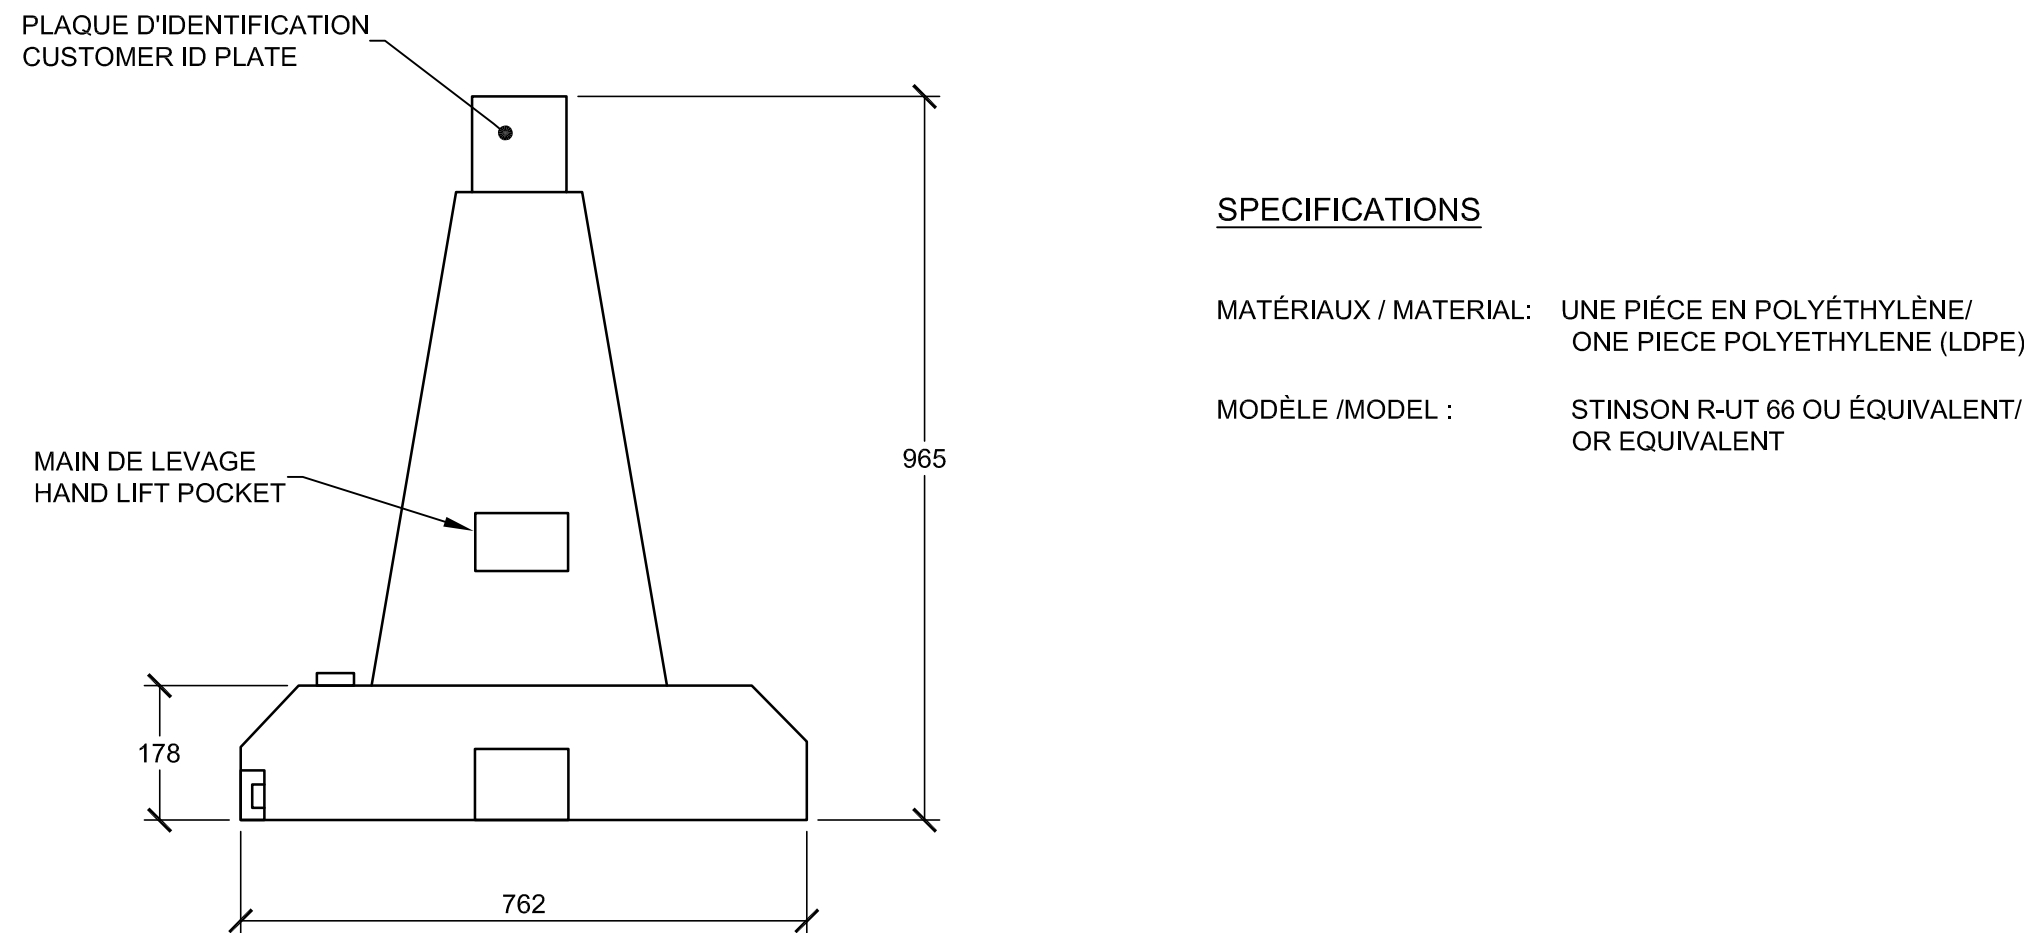 PLAQUE D'IDENTIFICATION
CUSTOMER ID PLATE
SPECIFICATIONS
MATÉRIAUX / MATERIAL: UNE PIÉCE EN POLYÉTHYLÈNE/
ONE PIECE POLYETHYLENE (LDPE)
MODÈLE /MODEL : STINSON R-UT 66 OU ÉQUIVALENT/
OR EQUIVALENT
MAIN DE LEVAGE
HAND LIFT POCKET
965
178
762